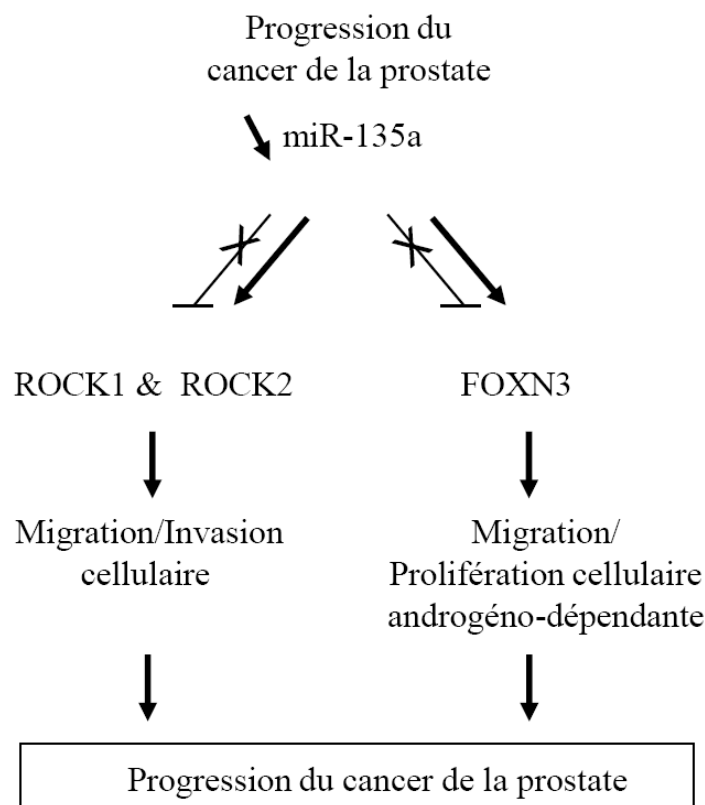 Progression du
cancer de la prostate
miR-135a
ROCK1 & ROCK2
FOXN3
Migration/Invasion
cellulaire
Migration/
Prolifération cellulaire
androgéno-dépendante
Progression du cancer de la prostate